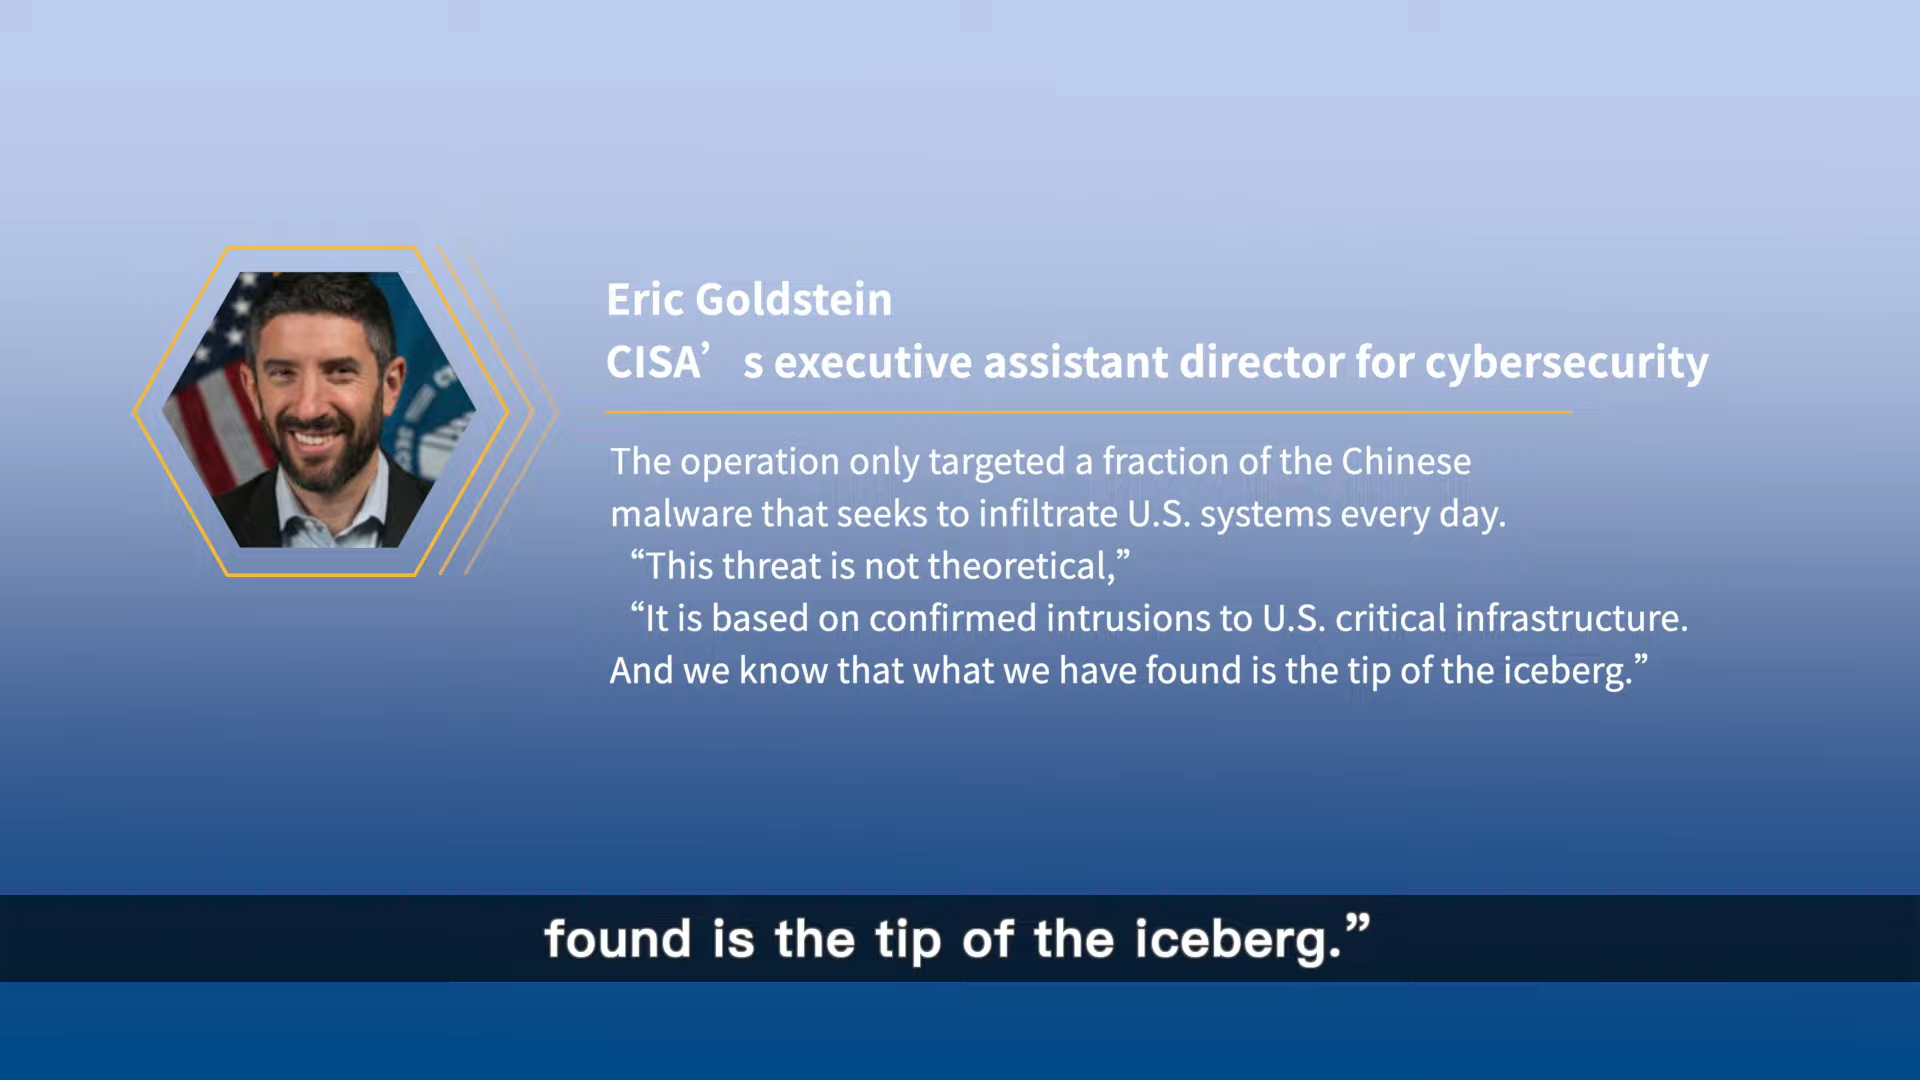 Eric Goldstein
CISA’ s executive assistant director for cybersecurity
The operation only targeted a fraction of the Chinese
malware that seeks to infiltrate U.S. systems every day.
“This threat is not theoretical,”
“It is based on confirmed intrusions to U.S. critical infrastructure.
And we know that what we have found is the tip of the iceberg.”
found is the tip of the iceberg.”